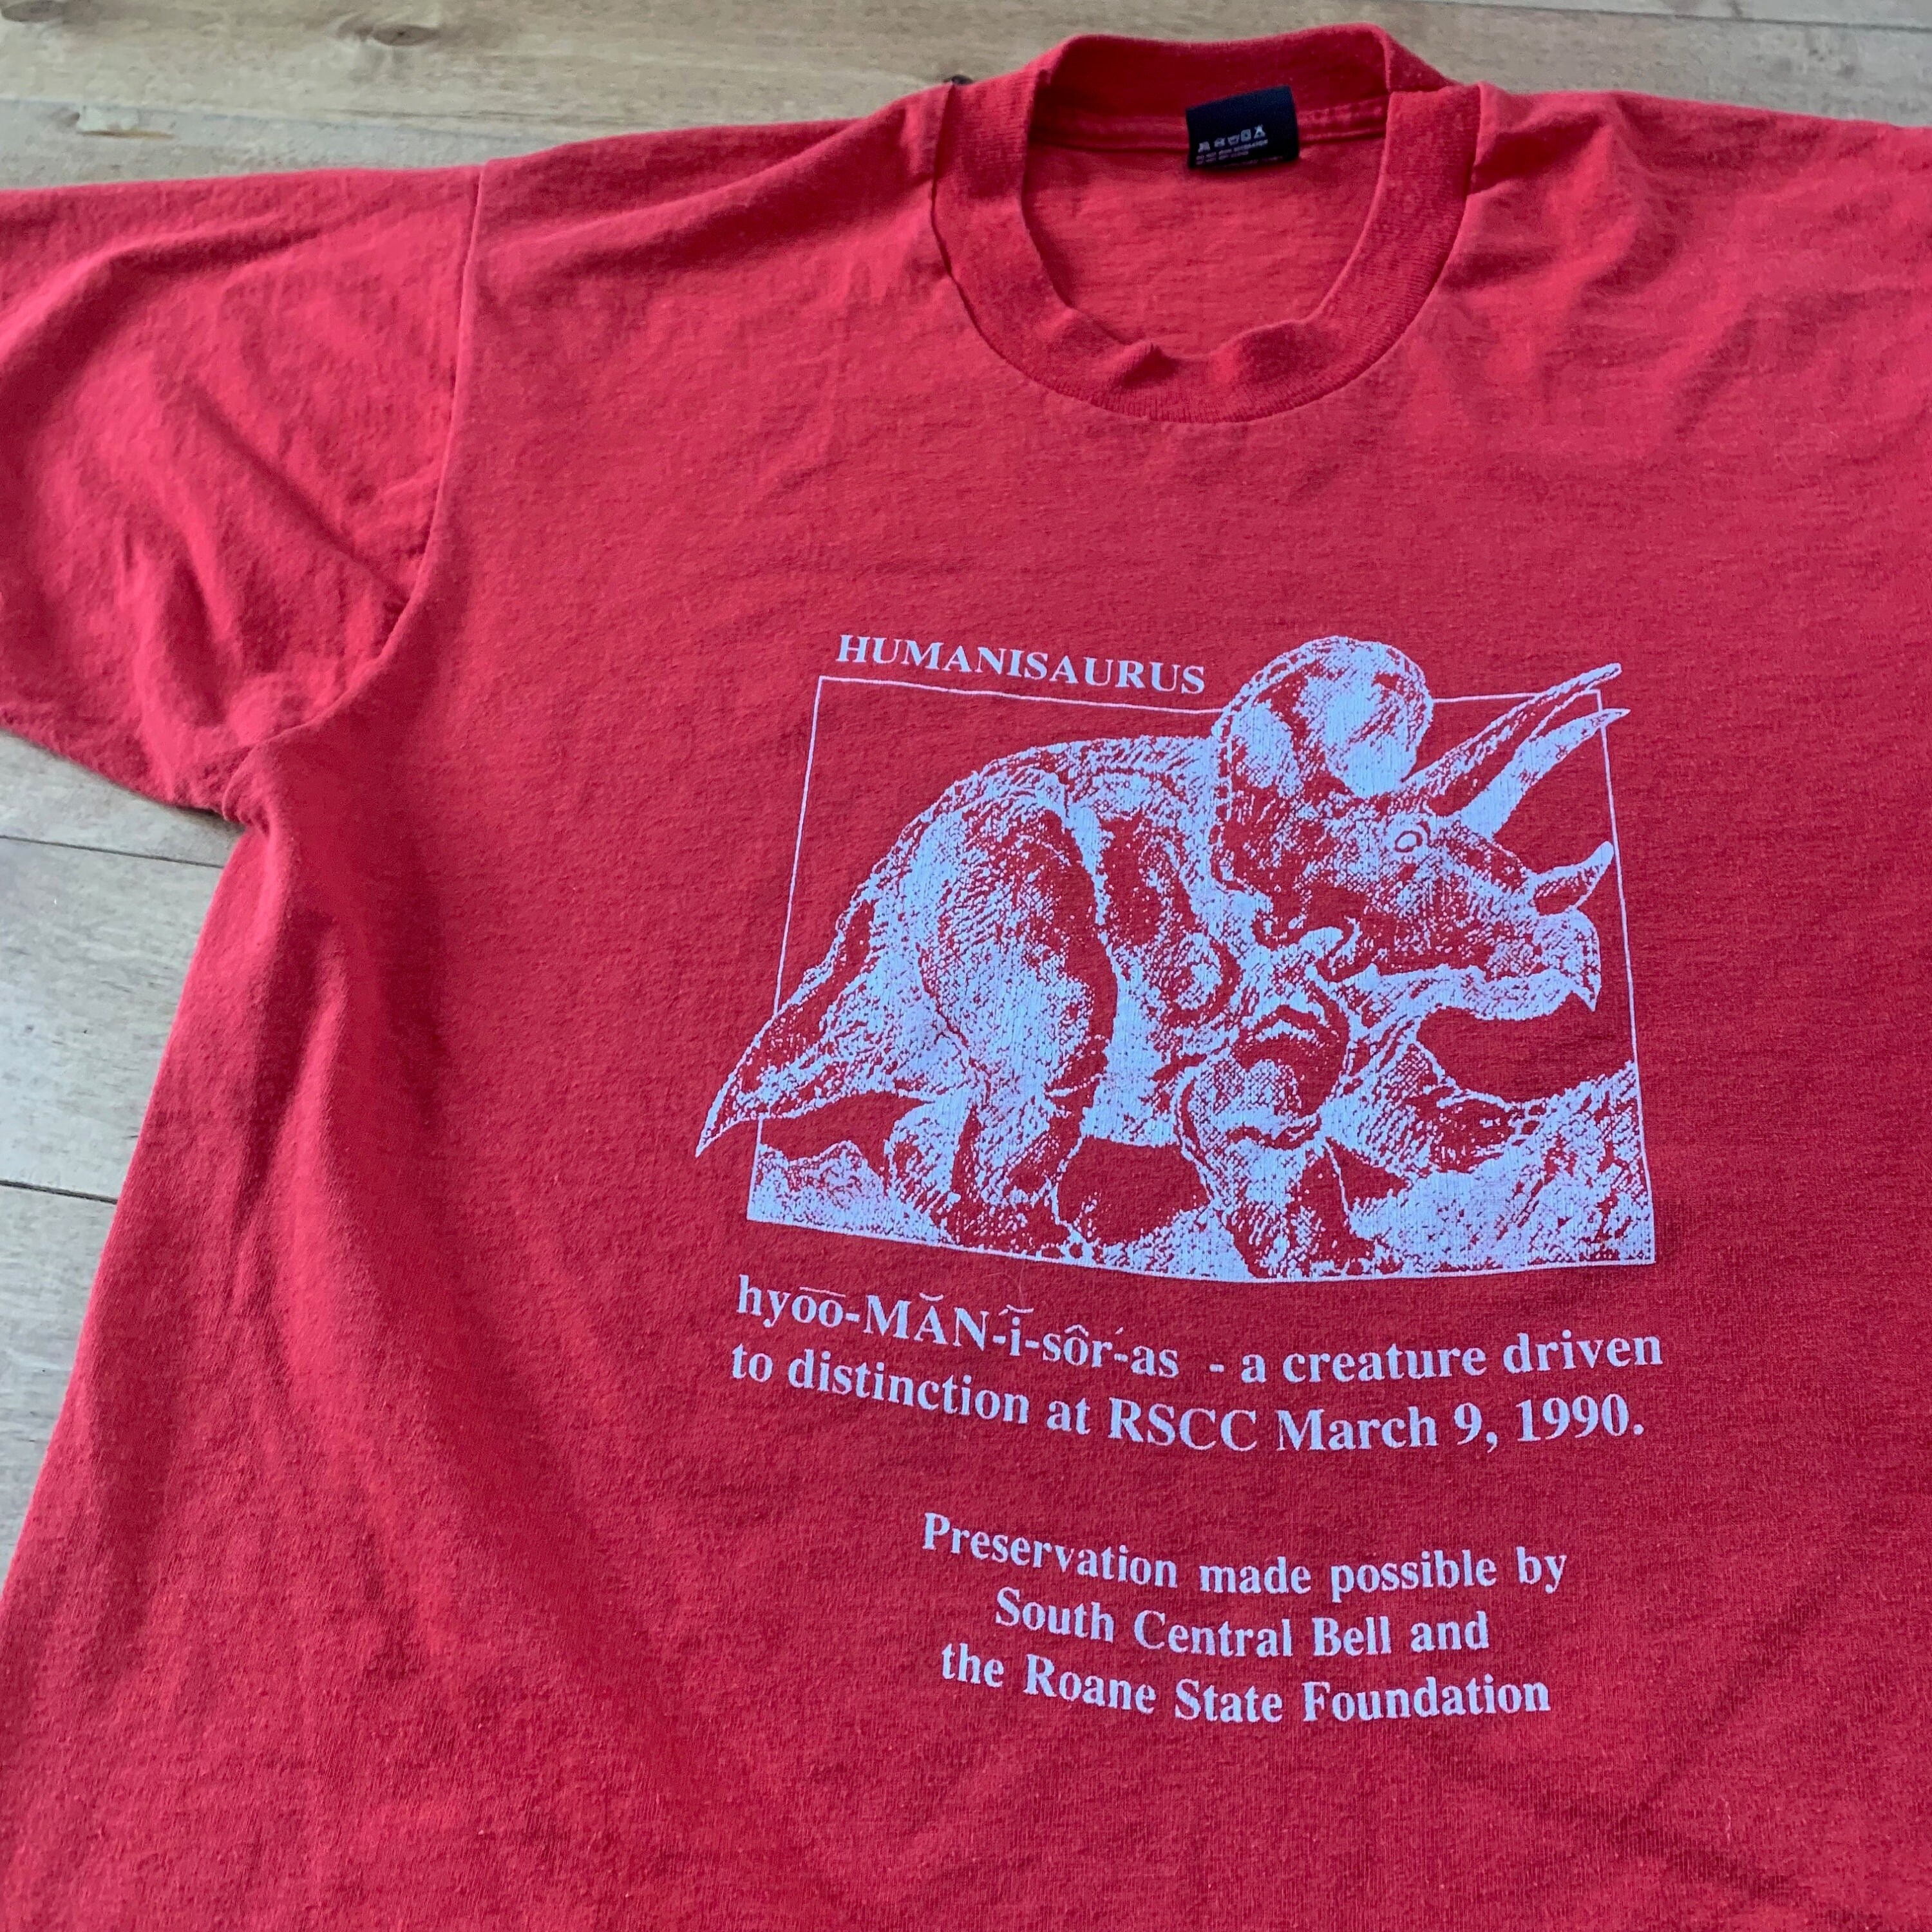 HUMANISAURUS
hyo͞o-MĂN-ĭ-sôr′-as - a creature driven
to distinction at RSCC March 9, 1990.
Preservation made possible by
South Central Bell and
the Roane State Foundation